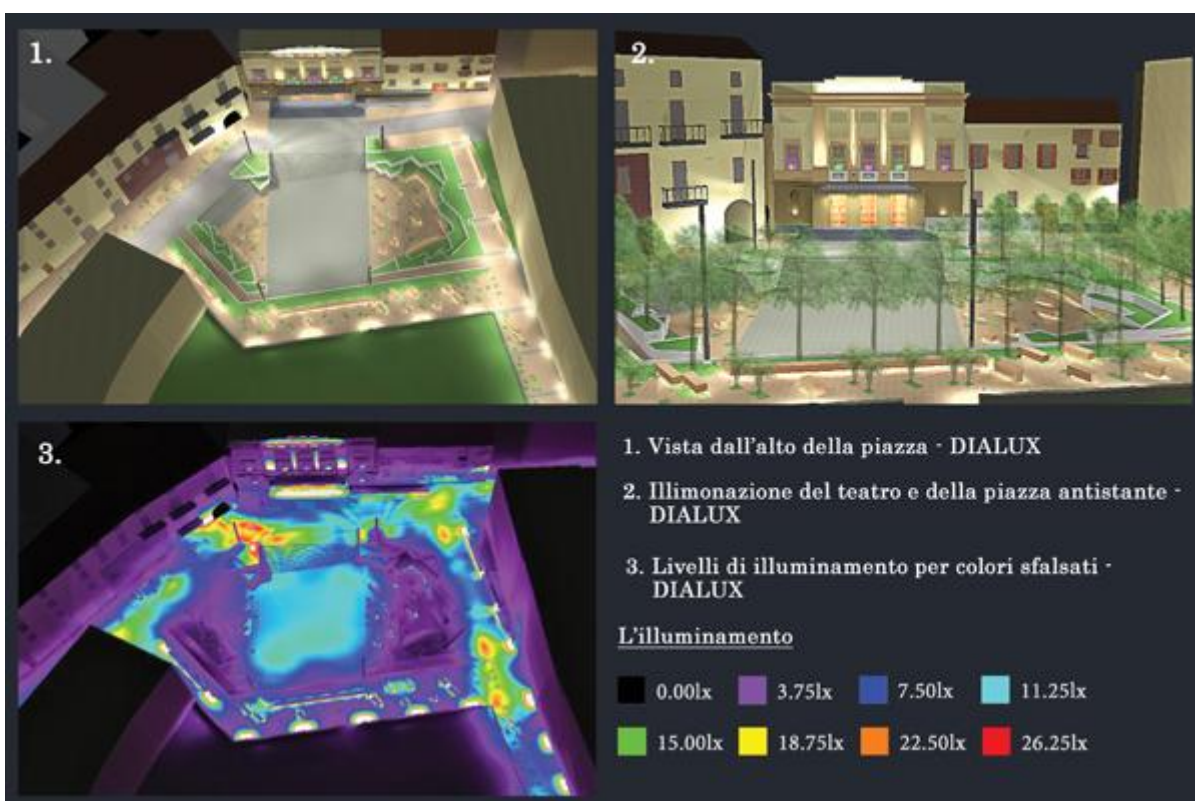 1.
2.
3.
1. Vista dall'alto della piazza - DIALUX
2. Illimonazione del teatro e della piazza antistante -
DIALUX
3. Livelli di illuminamento per colori sfalsati -
DIALUX
L'illuminamento
0.00lx 3.75lx 7.50lx 11.25lx
15.00lx 18.75lx 22.50lx 26.25lx